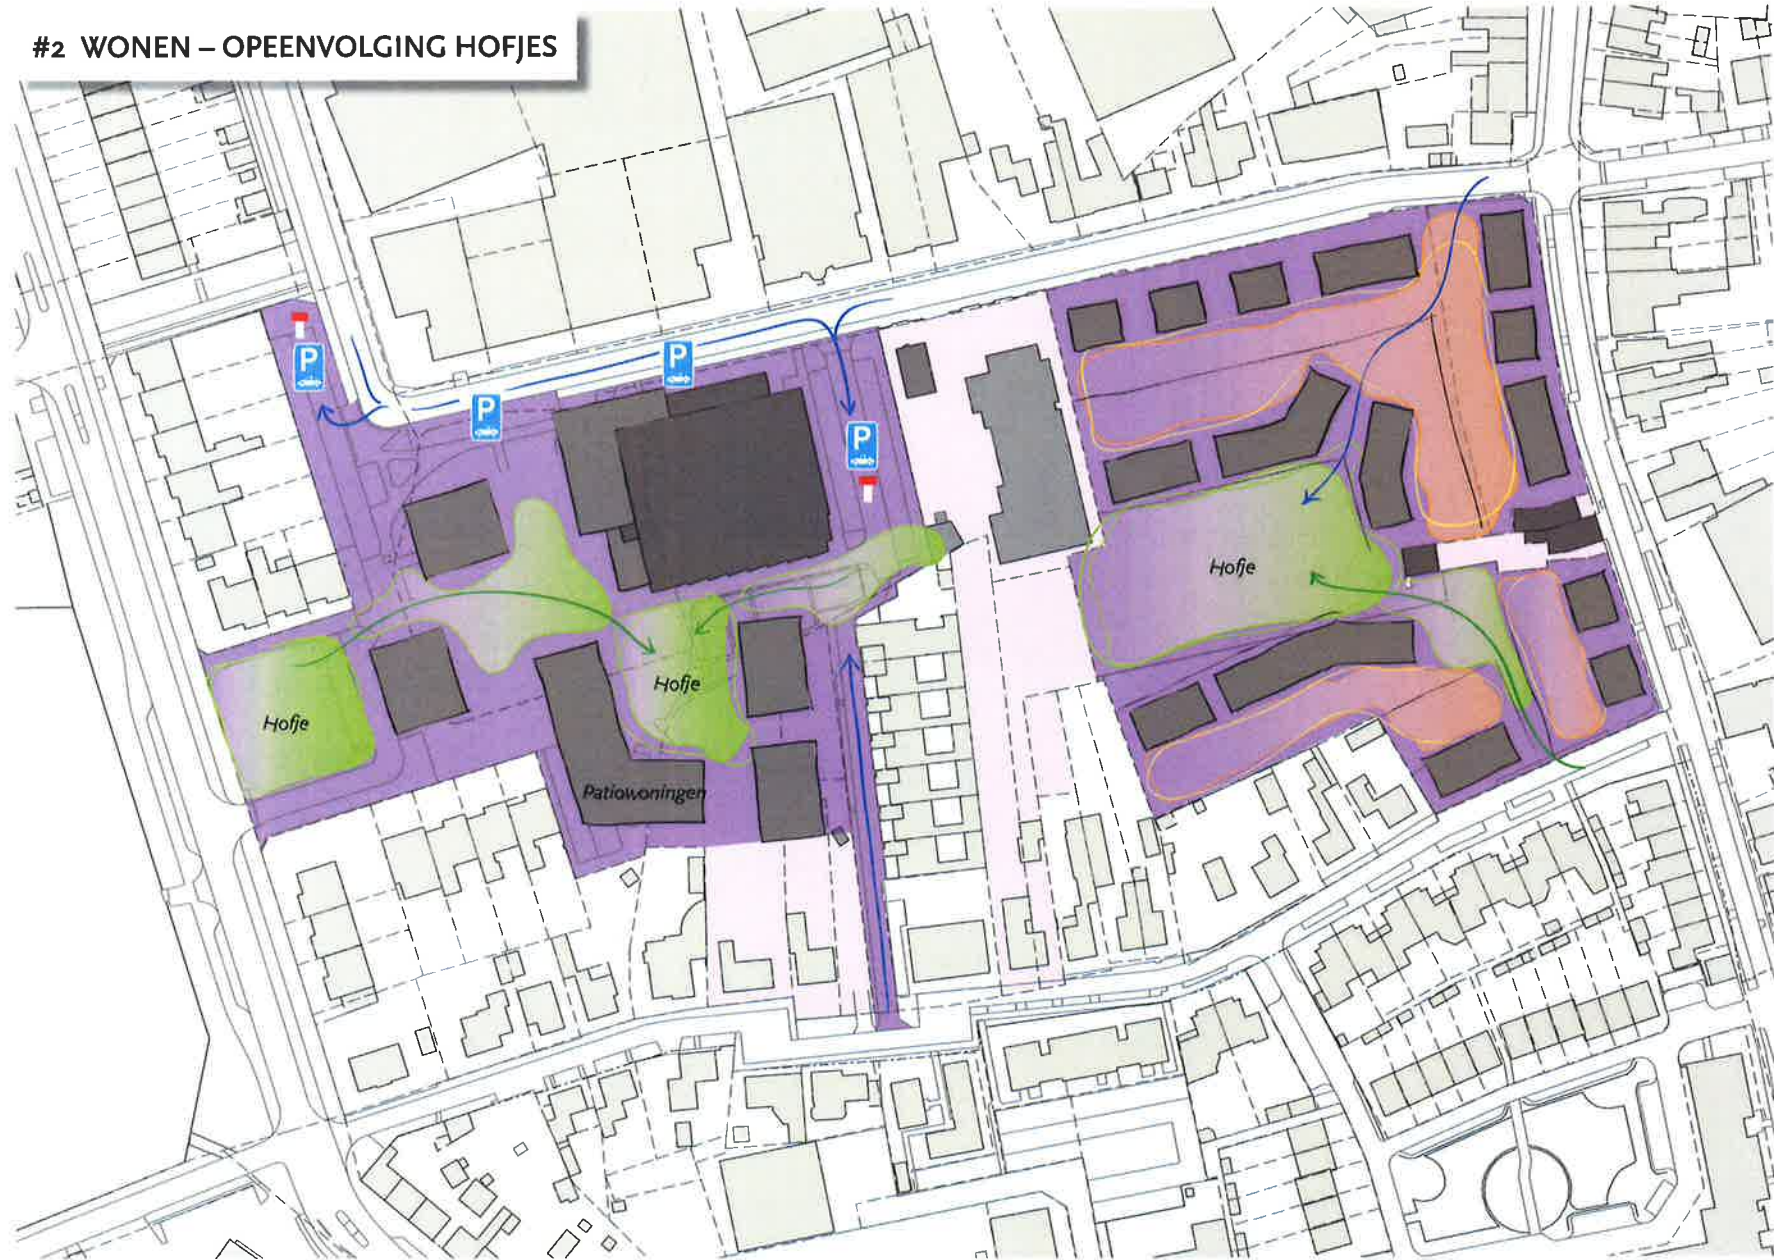 #2 WONEN – OPEENVOLGING HOFJES
P
P
P
P
Hofje
Hofje
Hofje
Patiowoningen